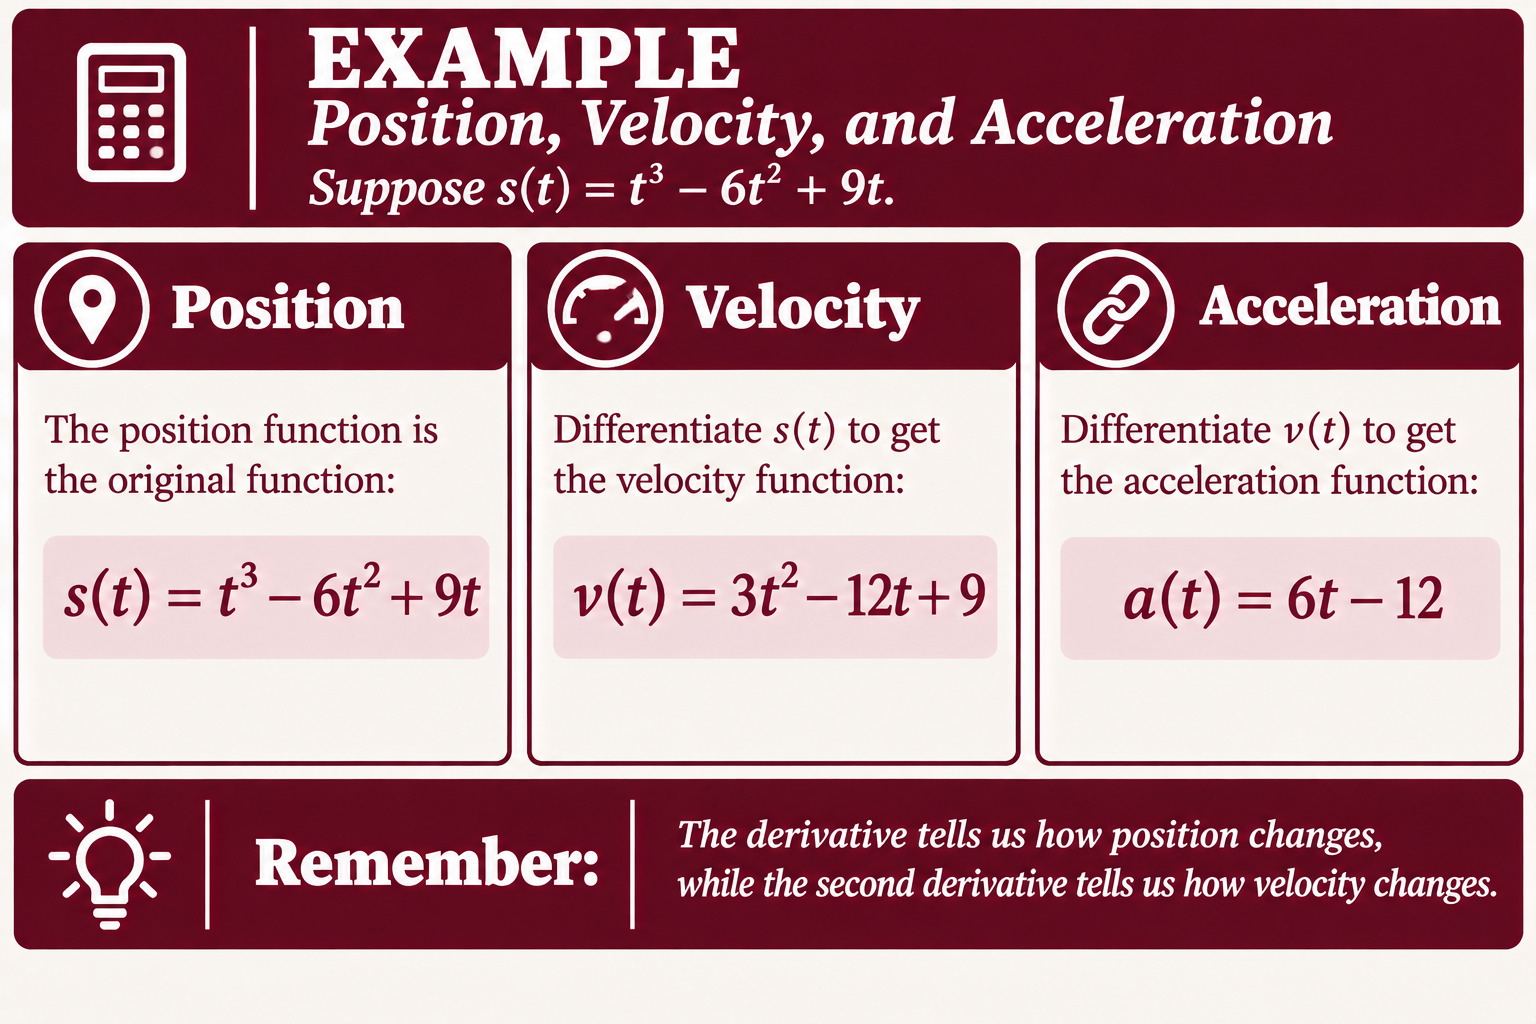 EXAMPLE
Position, Velocity, and Acceleration
Suppose s(t) = t³ − 6t² + 9t.
Position
The position function is
the original function:
s(t) = t³ − 6t² + 9t
Velocity
Differentiate s(t) to get
the velocity function:
v(t) = 3t² − 12t + 9
Acceleration
Differentiate v(t) to get
the acceleration function:
a(t) = 6t − 12
Remember:
The derivative tells us how position changes,
while the second derivative tells us how velocity changes.